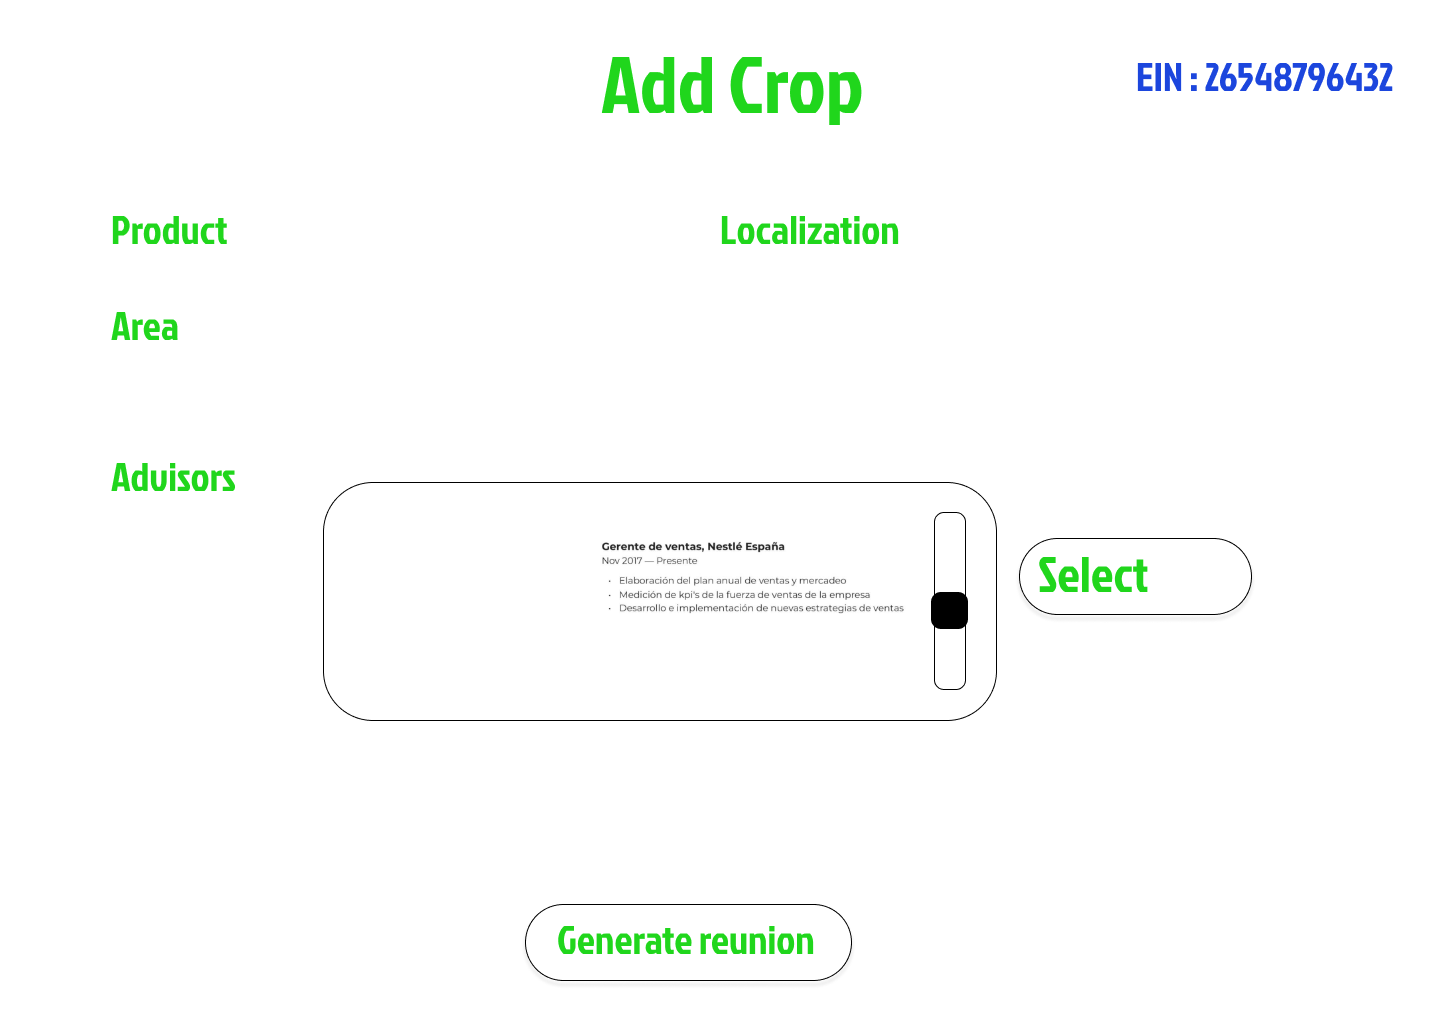 Add Crop
EIN : 26548796432
Product
Localization
Area
Advisors
Gerente de ventas, Nestlé España
Nov 2017 — Presente
• Elaboración del plan anual de ventas y mercadeo
• Medición de kpi's de la fuerza de ventas de la empresa
• Desarrollo e implementación de nuevas estrategias de ventas
Select
Generate reunion